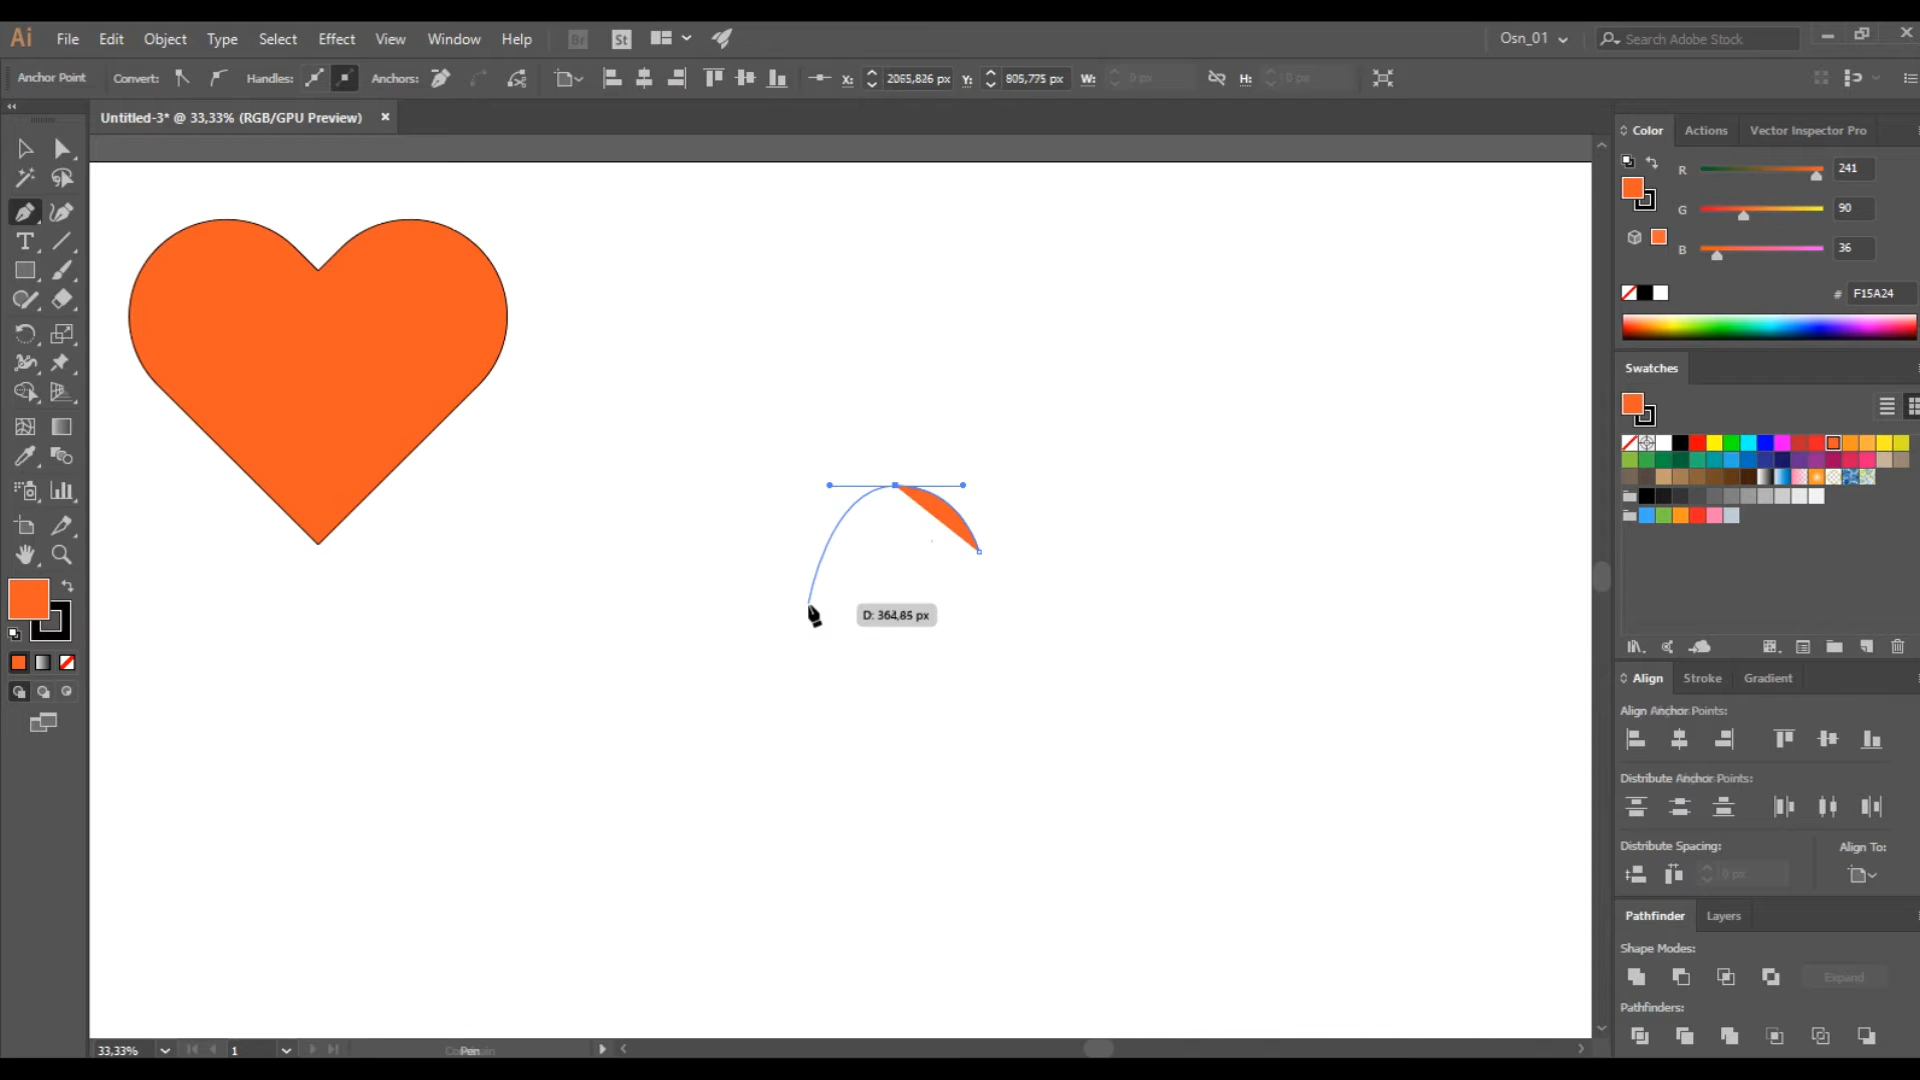 Ai File Edit Object Type Select Effect View Window Help Br St Osn_01 Search Adobe Stock
Anchor Point Convert: Handles: Anchors: X: 2065,826 px Y: 805,775 px W: 0 px H: 0 px
Untitled-3* @ 33,33% (RGB/GPU Preview)
Color Actions Vector Inspector Pro
R 241
G 90
B 36
# F15A24
Swatches
D: 364,85 px
Align Stroke Gradient
Align Anchor Points:
Distribute Anchor Points:
Distribute Spacing: Align To:
0 px
Pathfinder Layers
Shape Modes:
Expand
Pathfinders:
33,33% 1 Pen